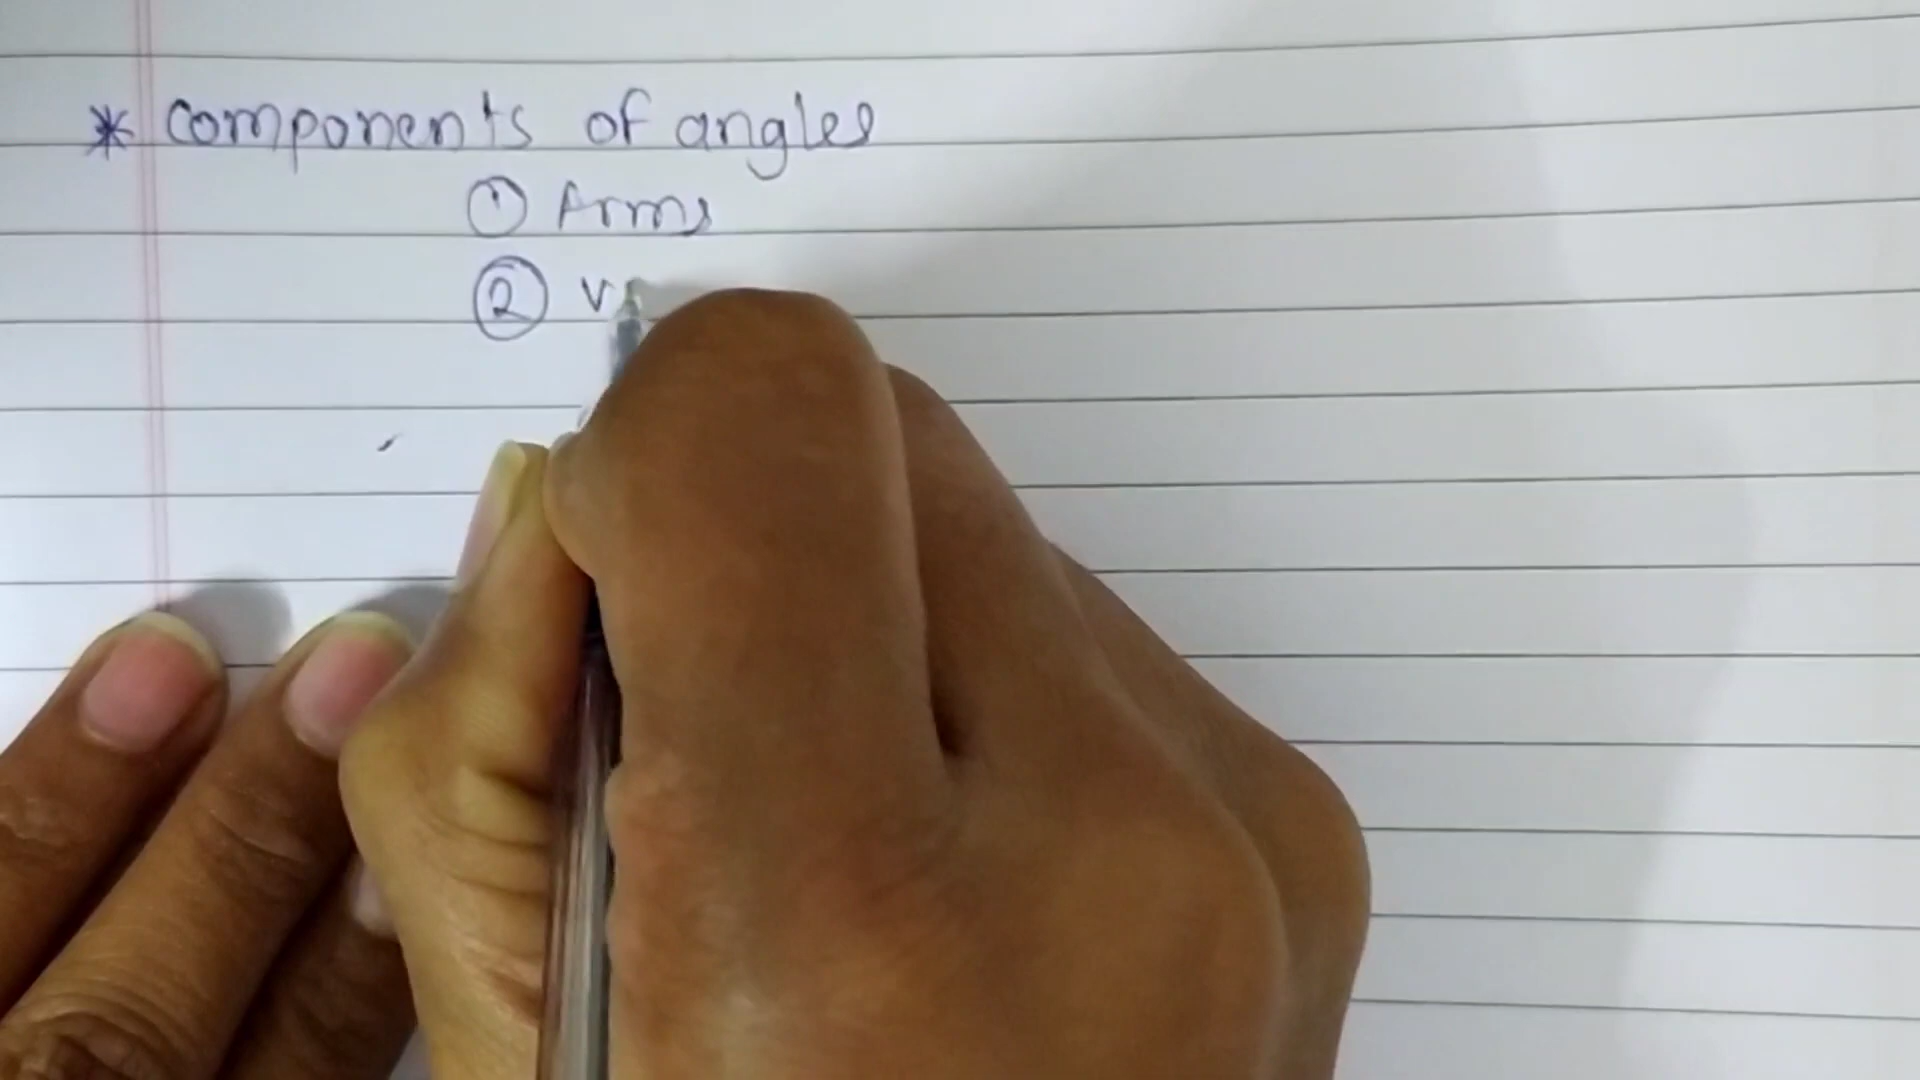 * Components of angles
① Arms
② V